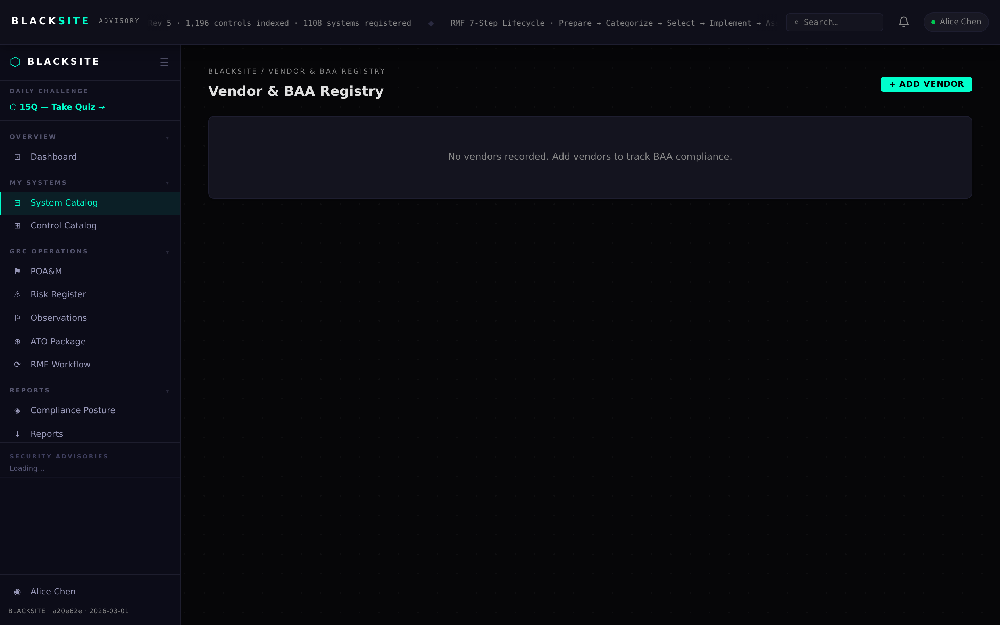 BLACKSITE ADVISORY Rev 5 · 1,196 controls indexed · 1108 systems registered ◆ RMF 7-Step Lifecycle · Prepare → Categorize → Select → Implement → As
Search…
Alice Chen
BLACKSITE
DAILY CHALLENGE
15Q — Take Quiz →
OVERVIEW
Dashboard
MY SYSTEMS
System Catalog
Control Catalog
GRC OPERATIONS
POA&M
Risk Register
Observations
ATO Package
RMF Workflow
REPORTS
Compliance Posture
Reports
SECURITY ADVISORIES
Loading…
Alice Chen
BLACKSITE · a20e62e · 2026-03-01
BLACKSITE / VENDOR & BAA REGISTRY
Vendor & BAA Registry
+ ADD VENDOR
No vendors recorded. Add vendors to track BAA compliance.